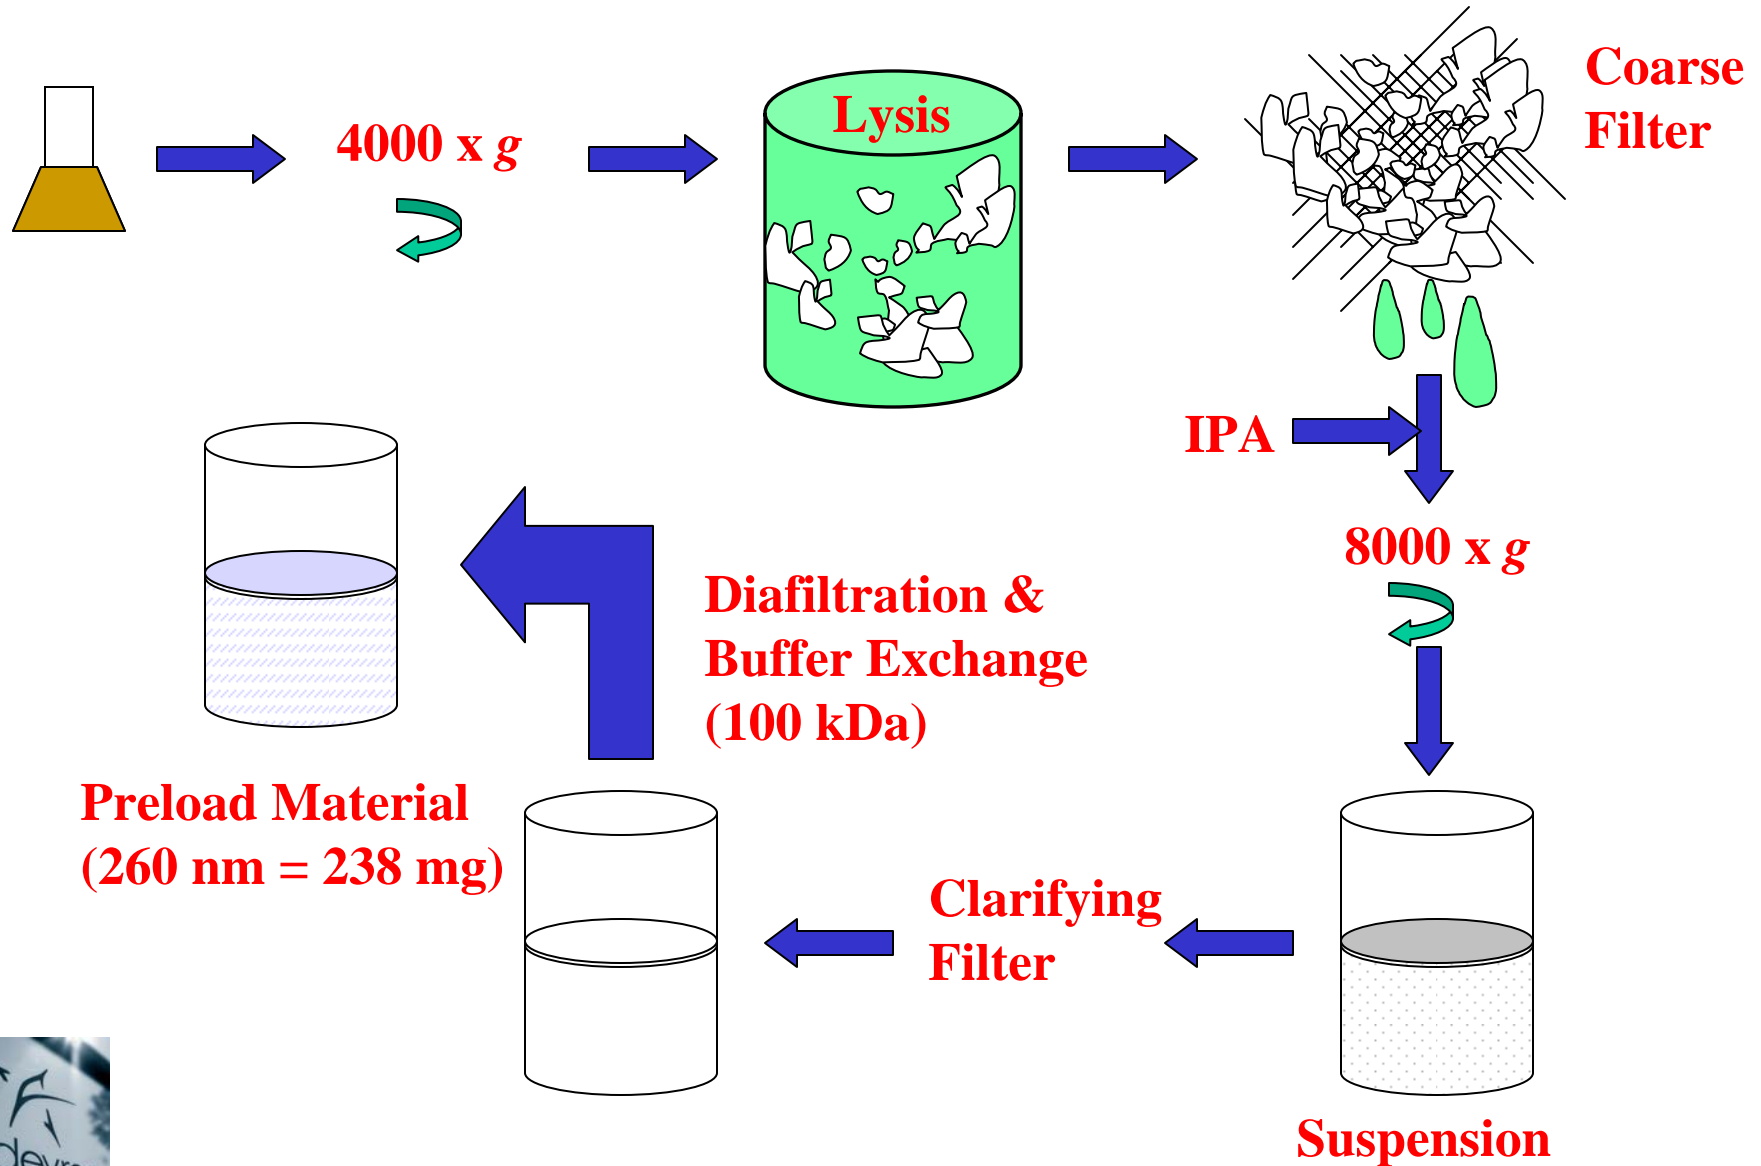 4000 x g
Lysis
Coarse
Filter
IPA
8000 x g
Diafiltration &
Buffer Exchange
(100 kDa)
Preload Material
(260 nm = 238 mg)
Clarifying
Filter
Suspension